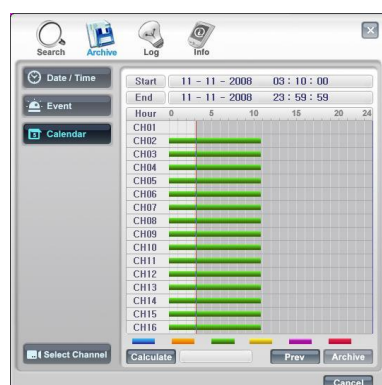 Search Archive Log Info
Date / Time
Event
Calendar
Select Channel
Start 11 - 11 - 2008 03 : 10 : 00
End 11 - 11 - 2008 23 : 59 : 59
Hour 0 5 10 15 20 24
CH01
CH02
CH03
CH04
CH05
CH06
CH07
CH08
CH09
CH10
CH11
CH12
CH13
CH14
CH15
CH16
Calculate Prev Archive
Cancel